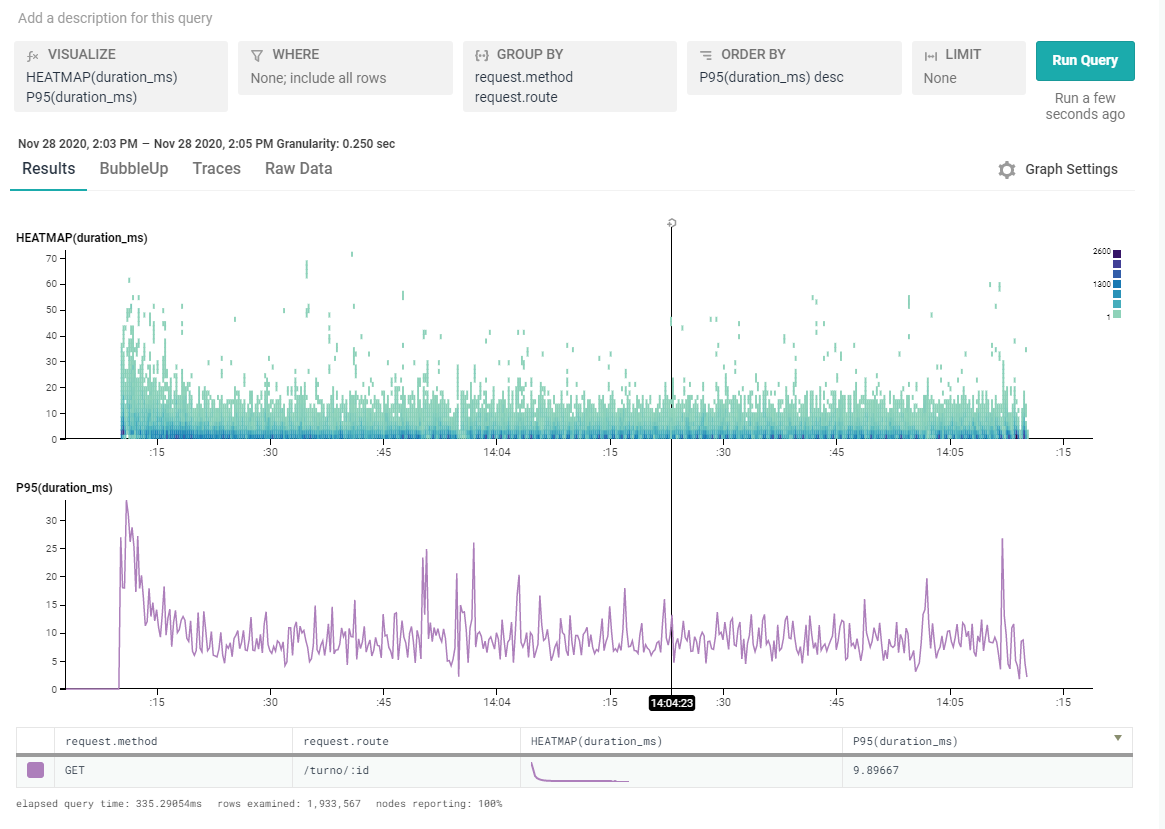 Add a description for this query
VISUALIZE
HEATMAP(duration_ms)
P95(duration_ms)
WHERE
None; include all rows
GROUP BY
request.method
request.route
ORDER BY
P95(duration_ms) desc
LIMIT
None
Run Query
Run a few
seconds ago
Nov 28 2020, 2:03 PM – Nov 28 2020, 2:05 PM Granularity: 0.250 sec
Results BubbleUp Traces Raw Data
Graph Settings
HEATMAP(duration_ms)
70
60
50
40
30
20
10
0
:15 :30 :45 14:04 :15 :30 :45 14:05 :15
2600
1300
1
P95(duration_ms)
30
25
20
15
10
5
0
:15 :30 :45 14:04 :15 14:04:23 :30 :45 14:05 :15
request.method request.route HEATMAP(duration_ms) P95(duration_ms)
GET /turno/:id 9.89667
elapsed query time: 335.29054ms rows examined: 1,933,567 nodes reporting: 100%